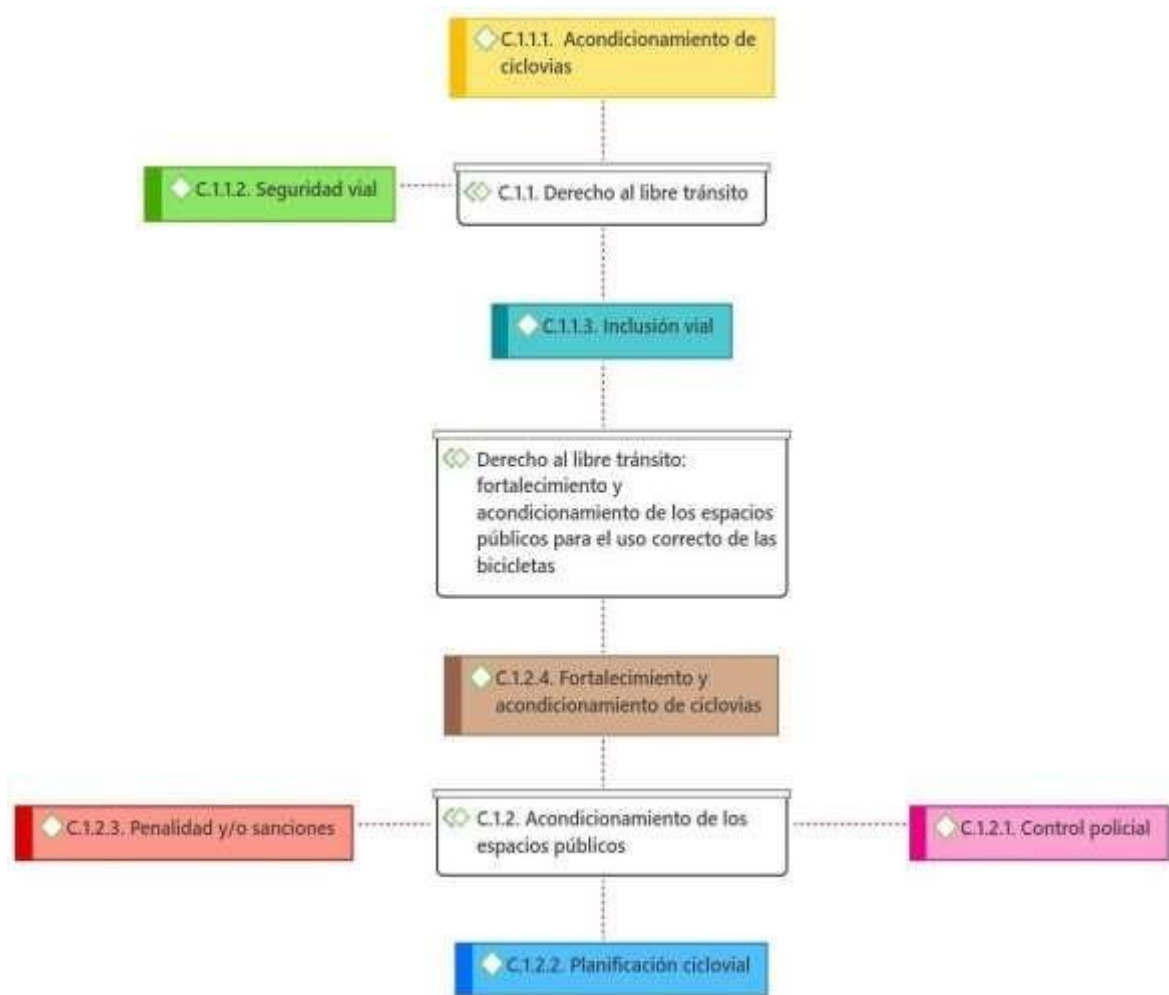 C.1.1.1. Acondicionamiento de
ciclovias
C.1.1.2. Seguridad vial
C.1.1. Derecho al libre tránsito
C.1.1.3. Inclusión vial
Derecho al libre tránsito:
fortalecimiento y
acondicionamiento de los espacios
públicos para el uso correcto de las
bicicletas
C.1.2.4. Fortalecimiento y
acondicionamiento de ciclovias
C.1.2.3. Penalidad y/o sanciones
C.1.2. Acondicionamiento de los
espacios públicos
C.1.2.1. Control policial
C.1.2.2. Planificación ciclovial